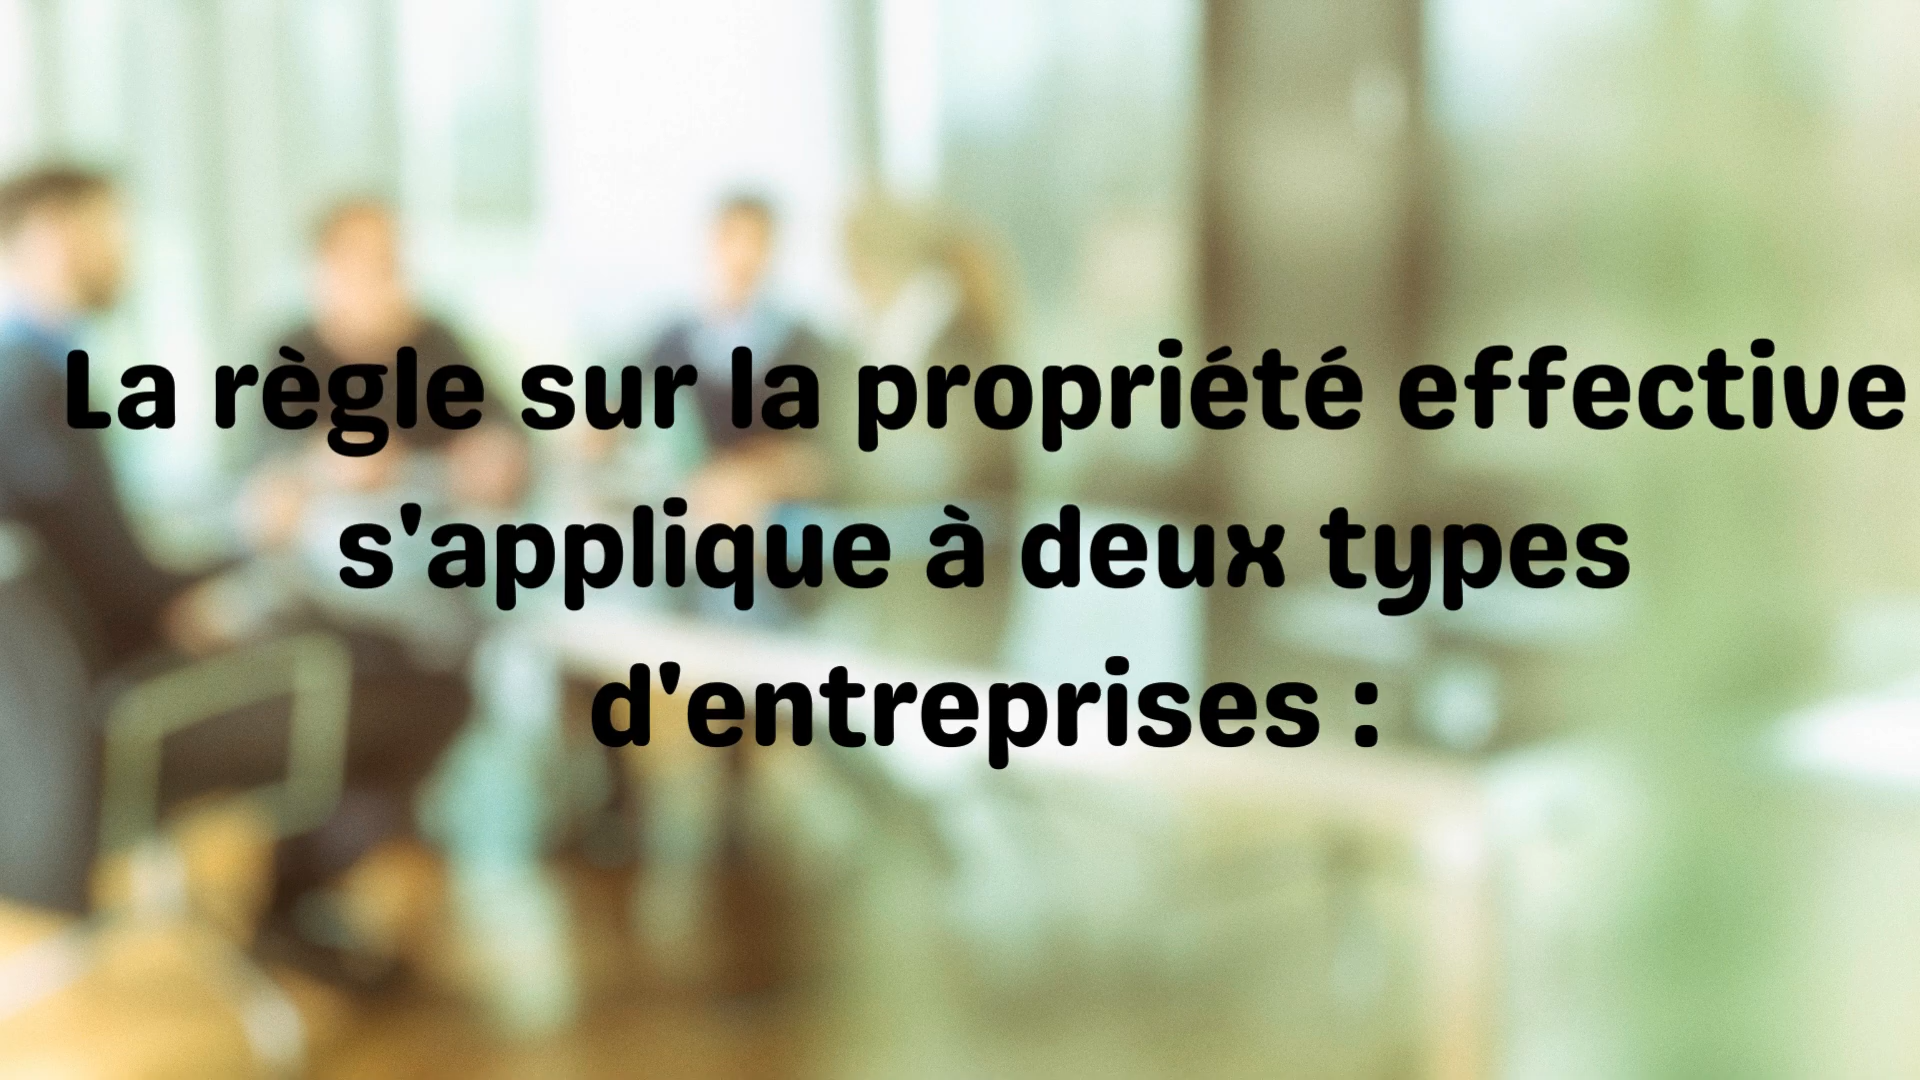 La règle sur la propriété effective
s'applique à deux types
d'entreprises :